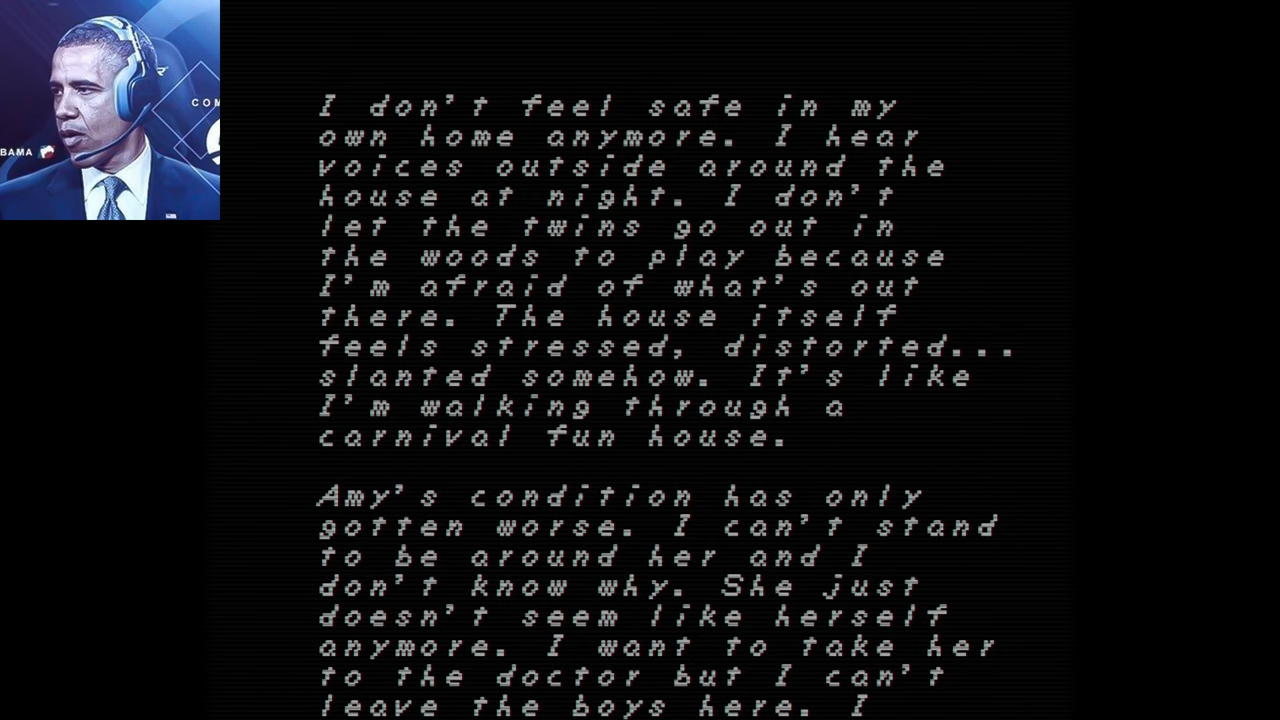 COM
BAMA
I don't feel safe in my
own home anymore. I hear
voices outside around the
house at night. I don't
let the twins go out in
the woods to play because
I'm afraid of what's out
there. The house itself
feels stressed, distorted...
slanted somehow. It's like
I'm walking through a
carnival fun house.
Amy's condition has only
gotten worse. I can't stand
to be around her and I
don't know why. She just
doesn't seem like herself
anymore. I want to take her
to the doctor but I can't
leave the boys here. I